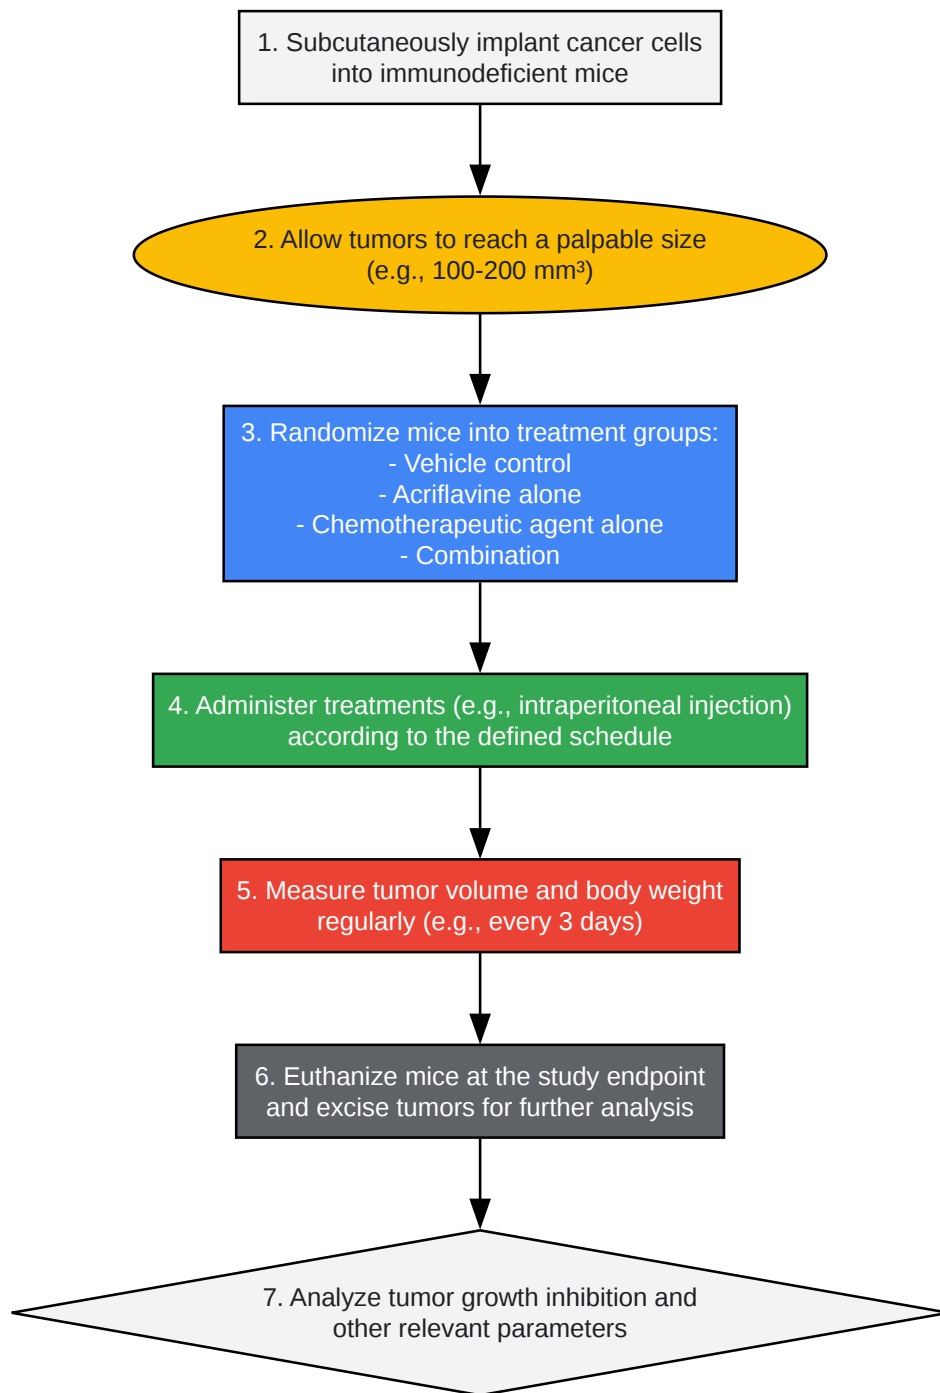 1. Subcutaneously implant cancer cells
into immunodeficient mice
2. Allow tumors to reach a palpable size
(e.g., 100-200 mm³)
3. Randomize mice into treatment groups:
- Vehicle control
- Acriflavine alone
- Chemotherapeutic agent alone
- Combination
4. Administer treatments (e.g., intraperitoneal injection)
according to the defined schedule
5. Measure tumor volume and body weight
regularly (e.g., every 3 days)
6. Euthanize mice at the study endpoint
and excise tumors for further analysis
7. Analyze tumor growth inhibition and
other relevant parameters